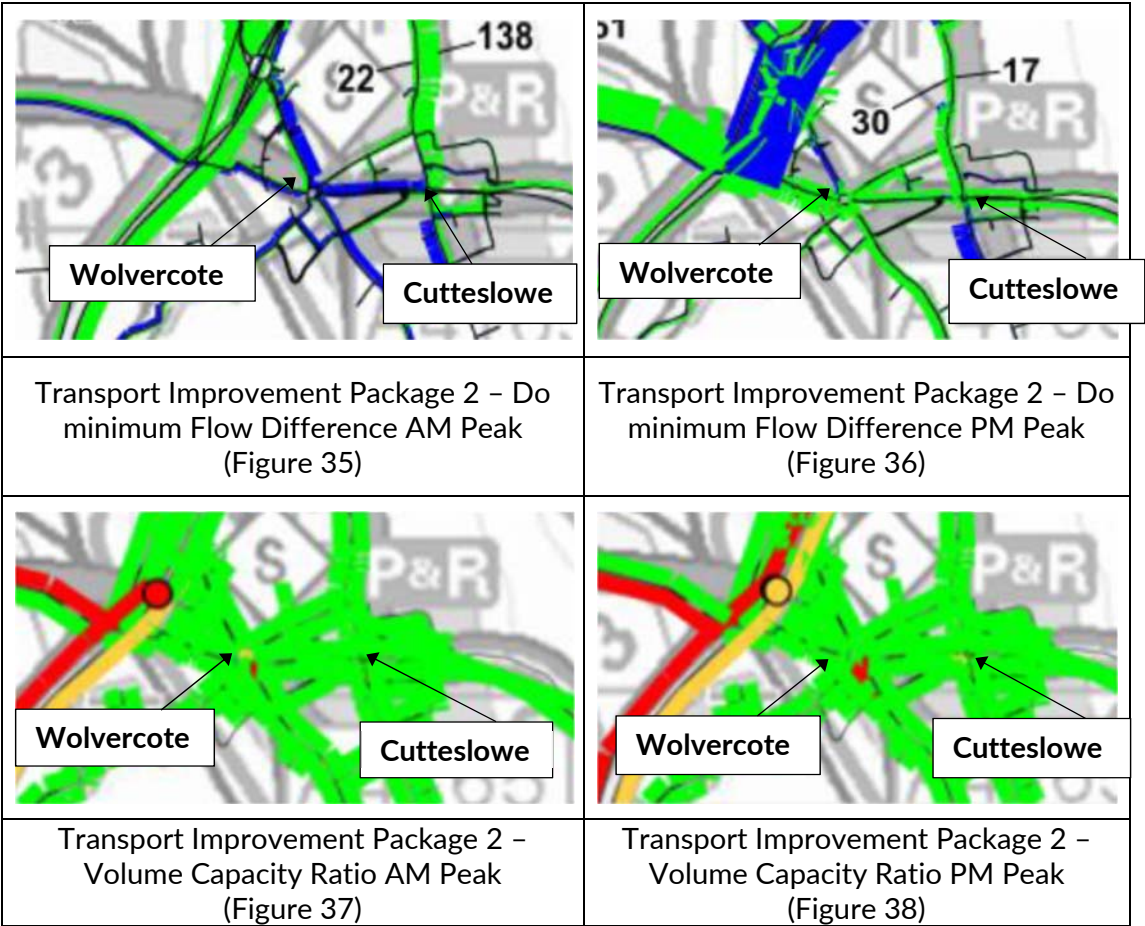 138
22
S
P&R
3
Wolvercote
Cutteslowe
17
30
S
P&R
3
Wolvercote
Cutteslowe
Transport Improvement Package 2 – Do
minimum Flow Difference AM Peak
(Figure 35)
Transport Improvement Package 2 – Do
minimum Flow Difference PM Peak
(Figure 36)
S
P&R
Wolvercote
Cutteslowe
S
P&R
3
Wolvercote
Cutteslowe
Transport Improvement Package 2 –
Volume Capacity Ratio AM Peak
(Figure 37)
Transport Improvement Package 2 –
Volume Capacity Ratio PM Peak
(Figure 38)